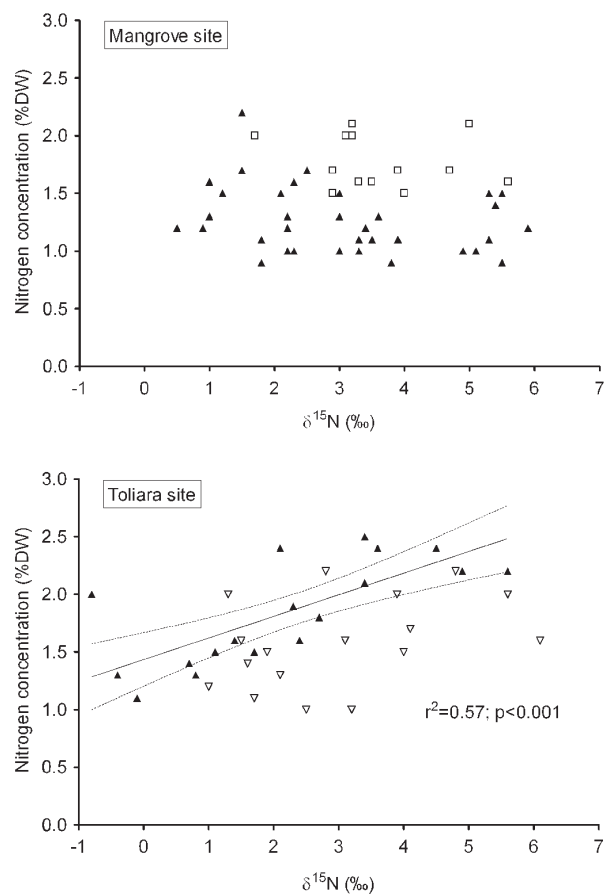 Mangrove site
Nitrogen concentration (%DW)
3.0
2.5
2.0
1.5
1.0
0.5
0.0
-1 0 1 2 3 4 5 6 7
δ¹⁵N (‰)
Toliara site
Nitrogen concentration (%DW)
3.0
2.5
2.0
1.5
1.0
0.5
0.0
r²=0.57; p<0.001
-1 0 1 2 3 4 5 6 7
δ¹⁵N (‰)